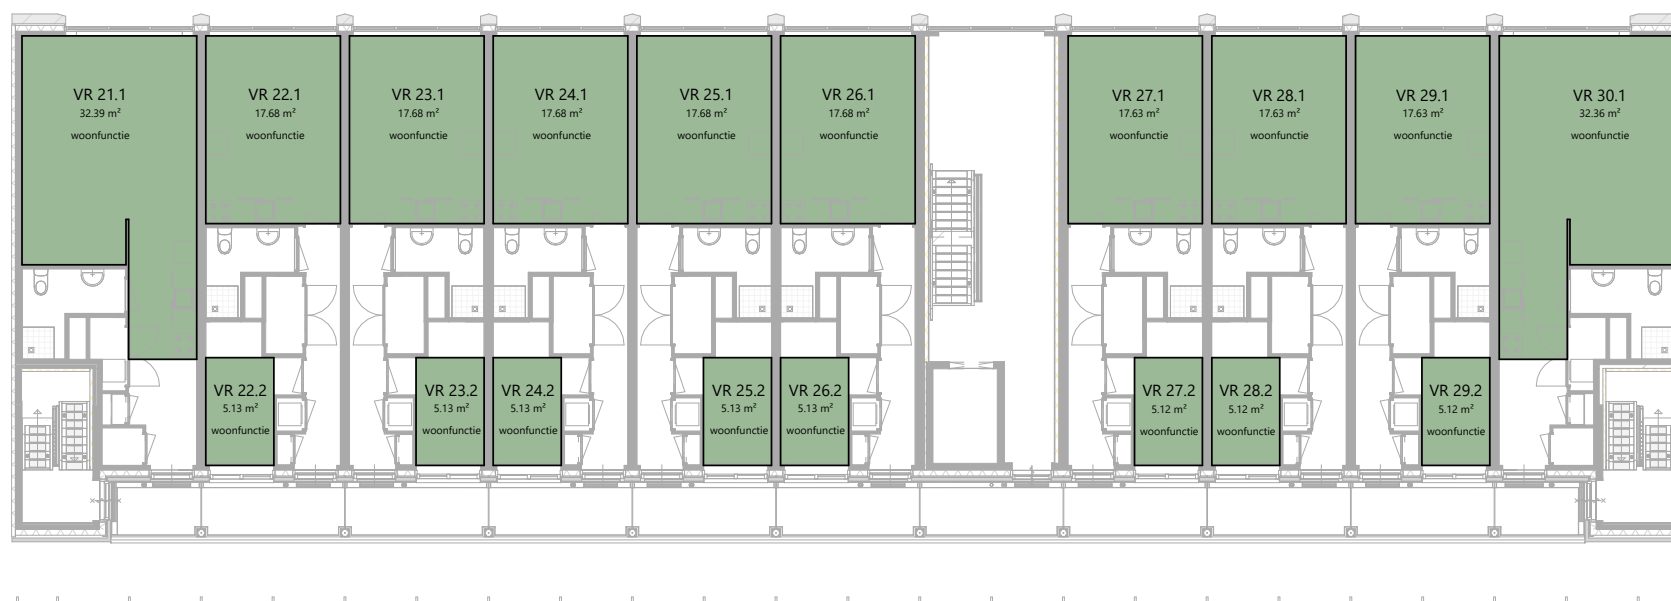 VR 21.1
32.39 m²
woonfunctie
VR 22.1
17.68 m²
woonfunctie
VR 23.1
17.68 m²
woonfunctie
VR 24.1
17.68 m²
woonfunctie
VR 25.1
17.68 m²
woonfunctie
VR 26.1
17.68 m²
woonfunctie
VR 27.1
17.63 m²
woonfunctie
VR 28.1
17.63 m²
woonfunctie
VR 29.1
17.63 m²
woonfunctie
VR 30.1
32.36 m²
woonfunctie
VR 22.2
5.13 m²
woonfunctie
VR 23.2
5.13 m²
woonfunctie
VR 24.2
5.13 m²
woonfunctie
VR 25.2
5.13 m²
woonfunctie
VR 26.2
5.13 m²
woonfunctie
VR 27.2
5.12 m²
woonfunctie
VR 28.2
5.12 m²
woonfunctie
VR 29.2
5.12 m²
woonfunctie